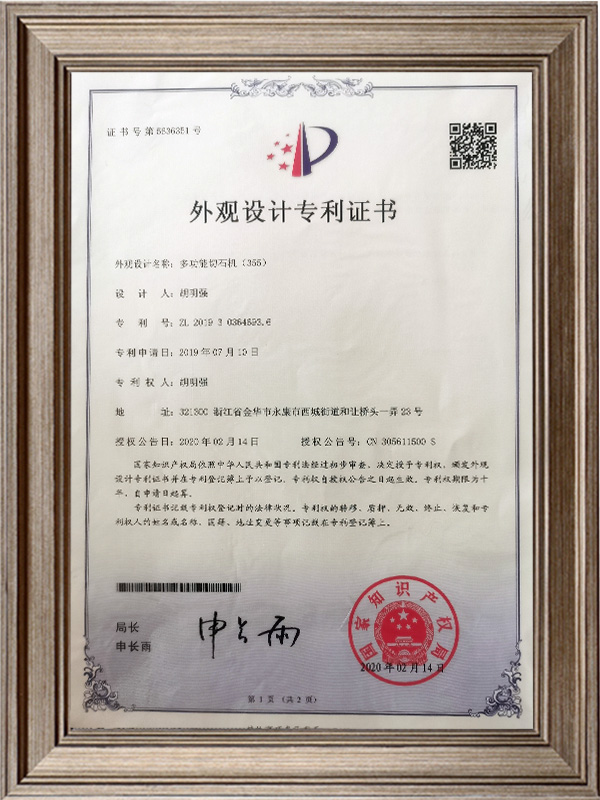 证书号第5636351号
外观设计专利证书
外观设计名称：多功能切石机（355）
设 计 人：胡明强
专 利 号：ZL 2019 3 0364593.6
专利申请日：2019年07月10日
专 利 权 人：胡明强
地 址：321300 浙江省金华市永康市西城街道和让桥头一弄23号
授权公告日：2020年02月14日 授权公告号：CN 305611500 S
国家知识产权局依照中华人民共和国专利法经过初步审查，决定授予专利权，颁发外观
设计专利证书并在专利登记簿上予以登记。专利权自授权公告之日起生效。专利权期限为十
年，自申请日起算。
专利证书记载专利权登记时的法律状况。专利权的转移、质押、无效、终止、恢复和专
利权人的姓名或名称、国籍、地址变更等事项记载在专利登记簿上。
局长
申长雨
申长雨
国家知识产权局
2020年02月14日
第 1 页 （共 2 页）